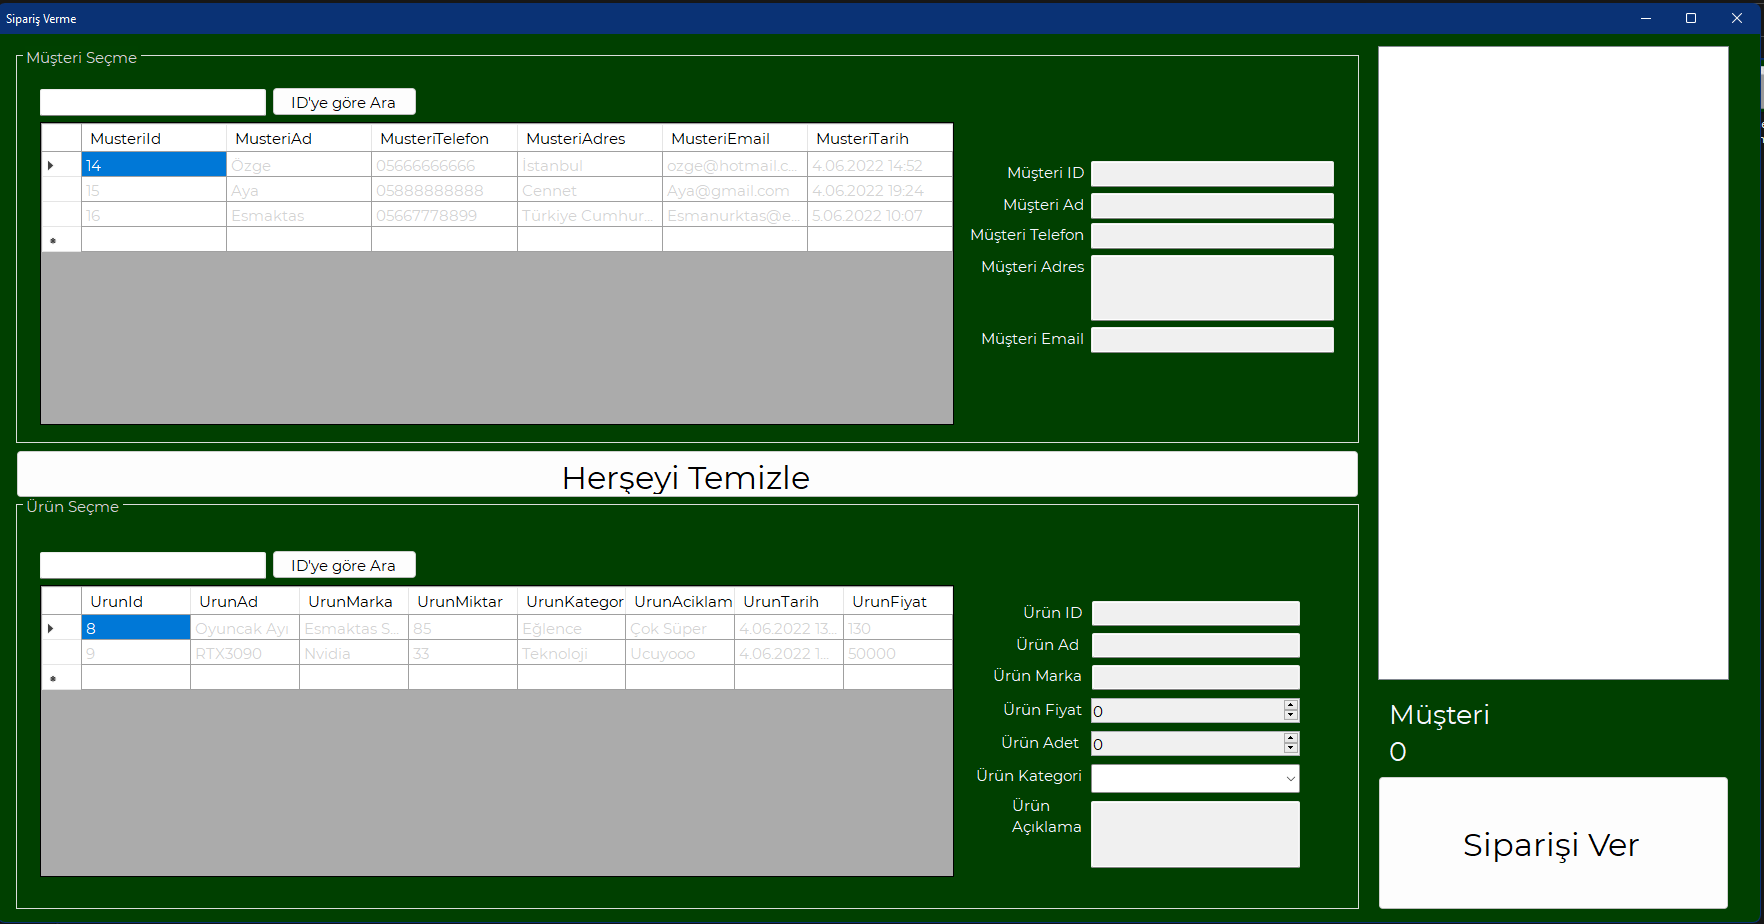 Sipariş Verme
Müşteri Seçme
ID'ye göre Ara
MusteriId MusteriAd MusteriTelefon MusteriAdres MusteriEmail MusteriTarih
14 Özge 05666666666 İstanbul ozge@hotmail.c... 4.06.2022 14:52
15 Aya 05888888888 Cennet Aya@gmail.com 4.06.2022 19:24
16 Esmaktas 05667778899 Türkiye Cumhur... Esmanurktas@e... 5.06.2022 10:07
Müşteri ID
Müşteri Ad
Müşteri Telefon
Müşteri Adres
Müşteri Email
Herşeyi Temizle
Ürün Seçme
ID'ye göre Ara
UrunId UrunAd UrunMarka UrunMiktar UrunKategor UrunAciklam UrunTarih UrunFiyat
8 Oyuncak Ayı Esmaktas S... 85 Eğlence Çok Süper 4.06.2022 13... 130
9 RTX3090 Nvidia 33 Teknoloji Ucuyooo 4.06.2022 1... 50000
Ürün ID
Ürün Ad
Ürün Marka
Ürün Fiyat 0
Ürün Adet 0
Ürün Kategori
Ürün
Açıklama
Müşteri
0
Siparişi Ver